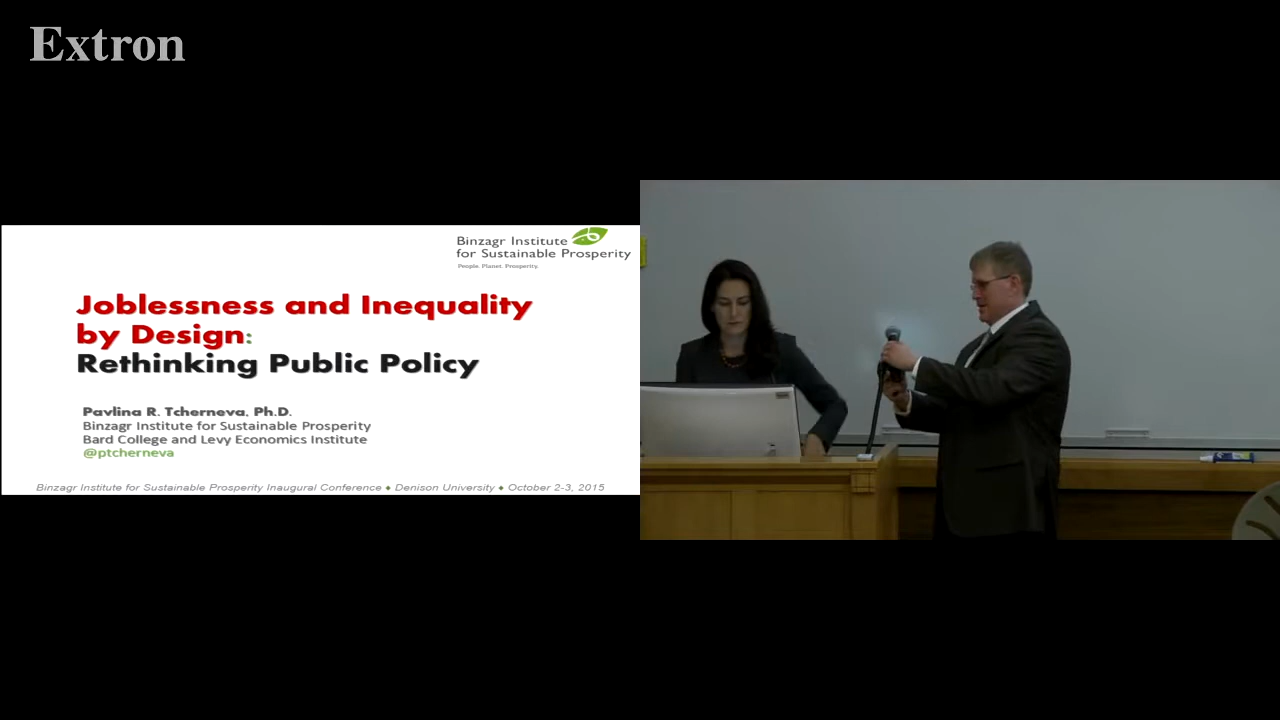 Extron
Binzagr Institute
for Sustainable Prosperity
People. Planet. Prosperity.
Joblessness and Inequality
by Design:
Rethinking Public Policy
Pavlina R. Tcherneva, Ph.D.
Binzagr Institute for Sustainable Prosperity
Bard College and Levy Economics Institute
@ptcherneva
Binzagr Institute for Sustainable Prosperity Inaugural Conference ♦ Denison University ♦ October 2-3, 2015